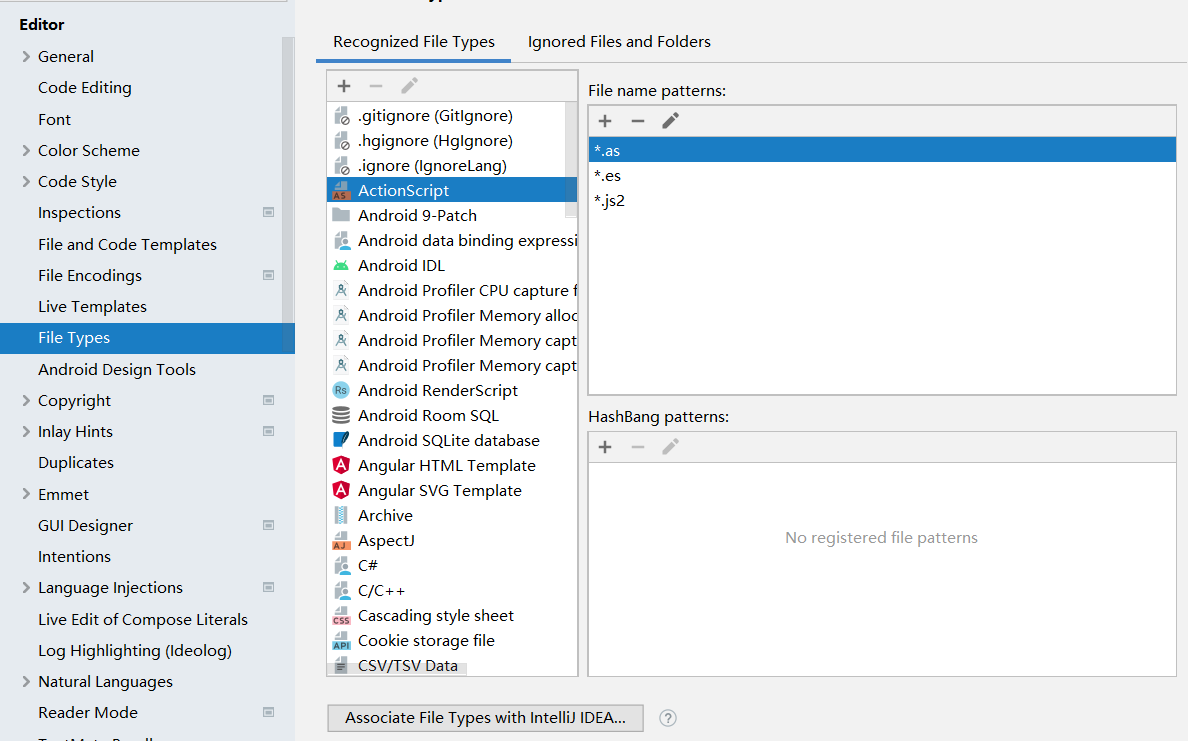 Editor
General
Code Editing
Font
Color Scheme
Code Style
Inspections
File and Code Templates
File Encodings
Live Templates
File Types
Android Design Tools
Copyright
Inlay Hints
Duplicates
Emmet
GUI Designer
Intentions
Language Injections
Live Edit of Compose Literals
Log Highlighting (Ideolog)
Natural Languages
Reader Mode
Recognized File Types
Ignored Files and Folders
.gitignore (GitIgnore)
.hgignore (HgIgnore)
.ignore (IgnoreLang)
ActionScript
Android 9-Patch
Android data binding expressi
Android IDL
Android Profiler CPU capture f
Android Profiler Memory alloc
Android Profiler Memory capt
Android Profiler Memory capt
Android RenderScript
Android Room SQL
Android SQLite database
Angular HTML Template
Angular SVG Template
Archive
AspectJ
C#
C/C++
Cascading style sheet
Cookie storage file
CSV/TSV Data
File name patterns:
*.as
*.es
*.js2
HashBang patterns:
No registered file patterns
Associate File Types with IntelliJ IDEA...
?